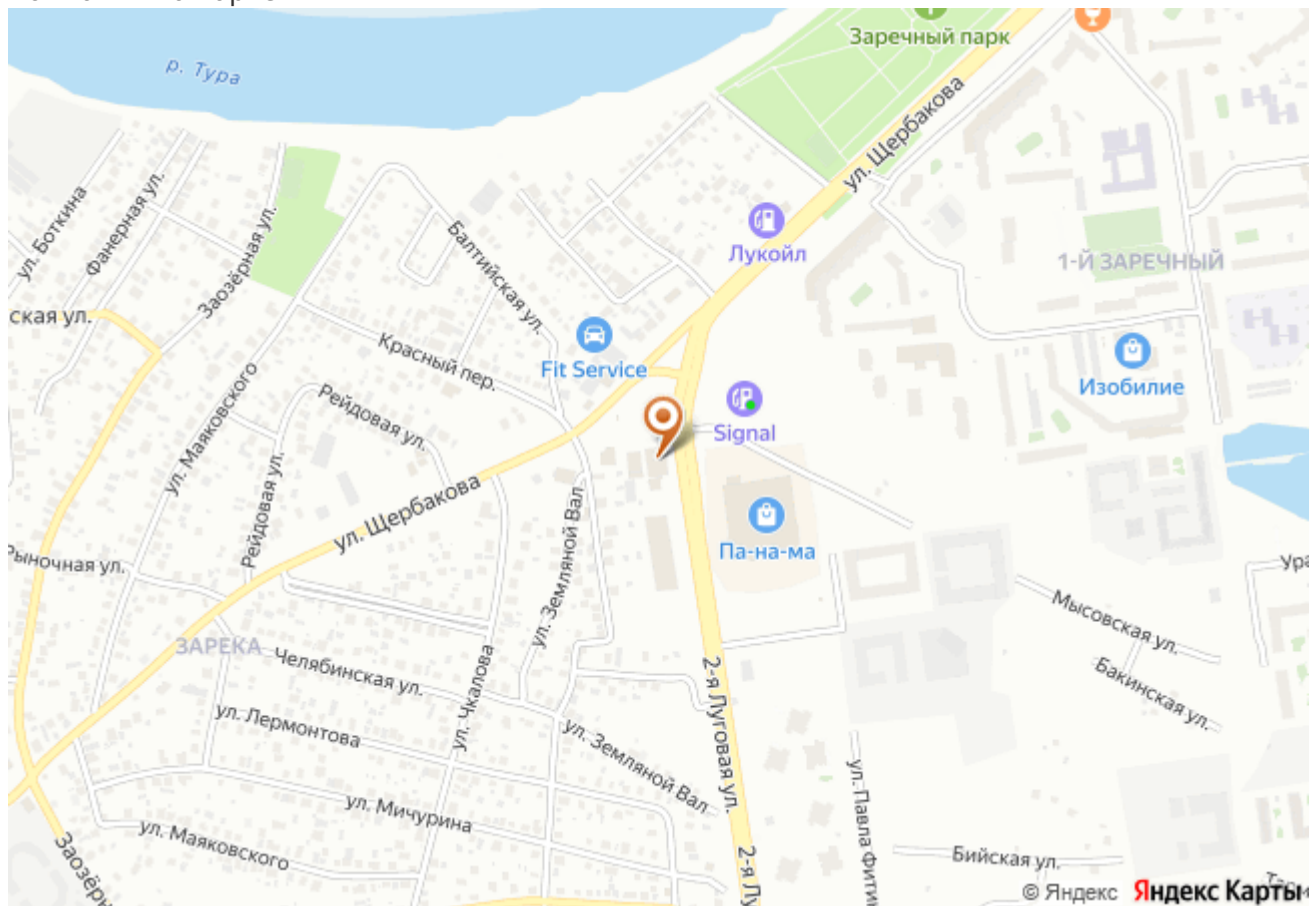 Заречный парк
р. Тура
ул. Щербакова
ул. Боткина
Фанерная ул.
Заозёрная ул.
Балтийская ул.
Лукойл
1-Й ЗАРЕЧНЫЙ
ская ул.
Красный пер.
Fit Service
Изобилие
ул. Маяковского
Рейдовая ул.
Signal
Рейдовая ул.
ул. Щербакова
ул. Земляной Вал
Па-на-ма
Рыночная ул.
Мысовская ул.
ЗАРЕКА
Челябинская ул.
ул. Чкалова
Бакинская ул.
ул. Лермонтова
2-я Луговая ул.
ул. Земляной Вал
ул. Мичурина
ул. Павла Фити
ул. Маяковского
Заозёрн
2-я Лу
Бийская ул.
© Яндекс Яндекс Карты